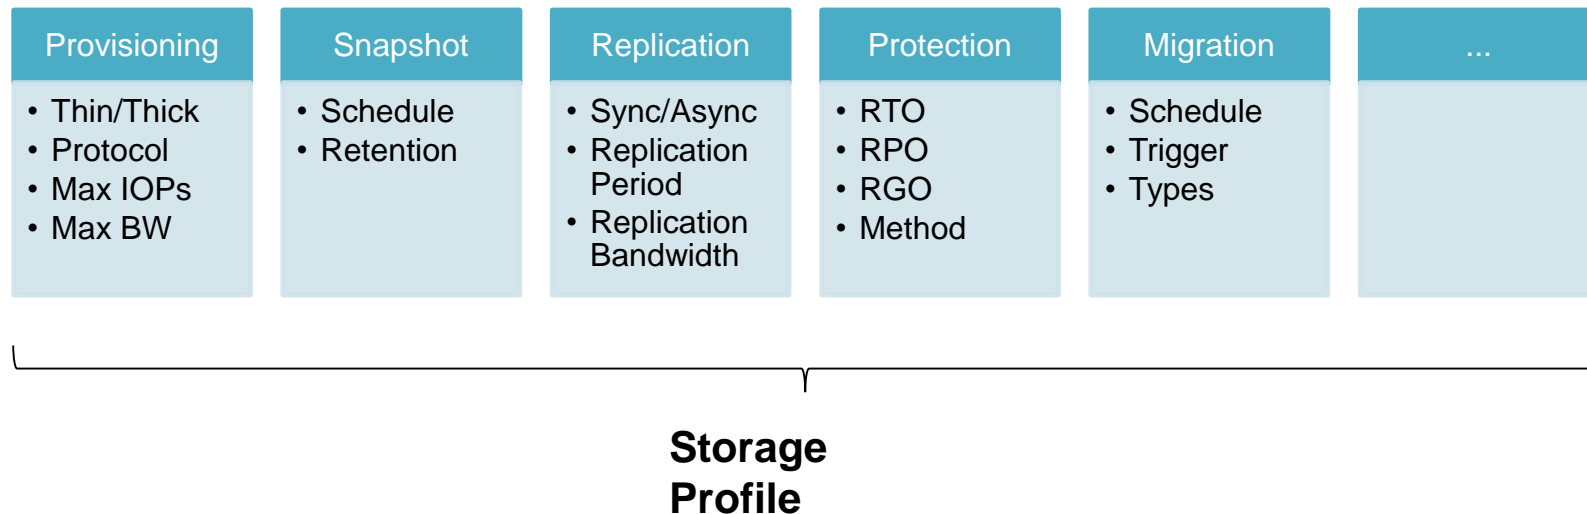 Provisioning
• Thin/Thick
• Protocol
• Max IOPs
• Max BW
Snapshot
• Schedule
• Retention
Replication
• Sync/Async
• Replication
Period
• Replication
Bandwidth
Protection
• RTO
• RPO
• RGO
• Method
Migration
• Schedule
• Trigger
• Types
...
Storage
Profile